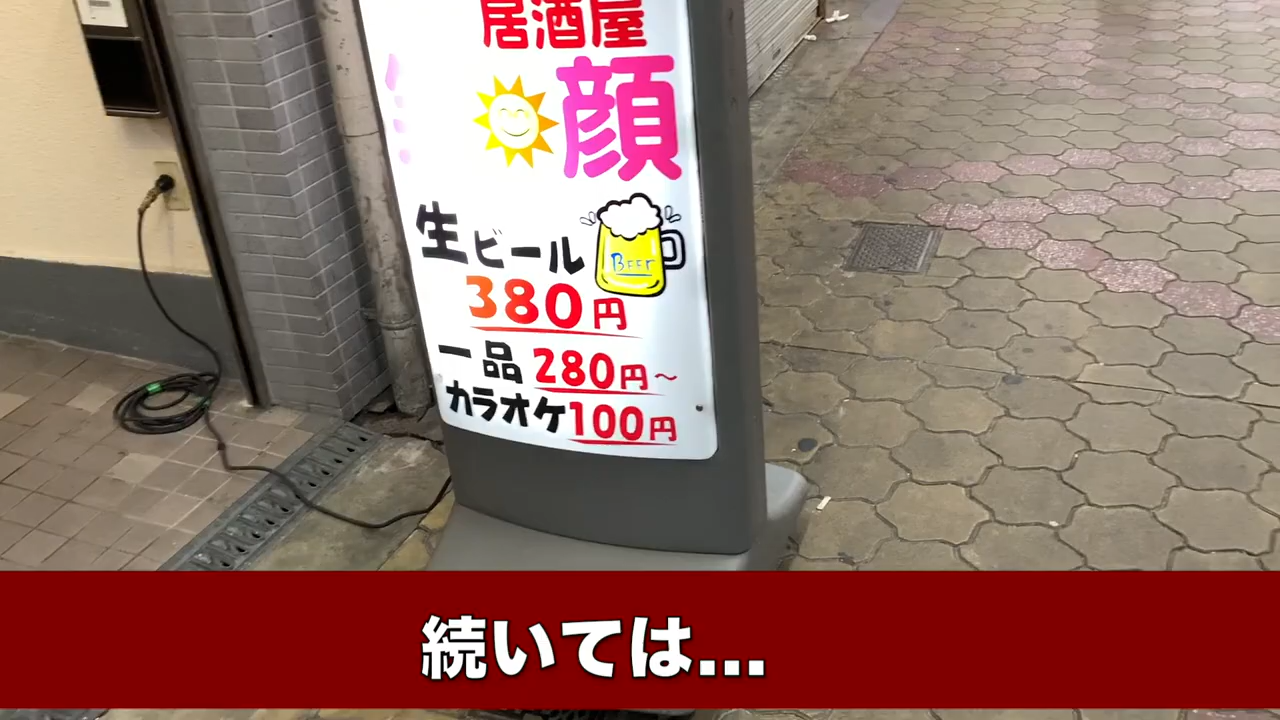 居酒屋
顔
生ビール
BEEr
380円
一品 280円～
カラオケ100円
続いては...